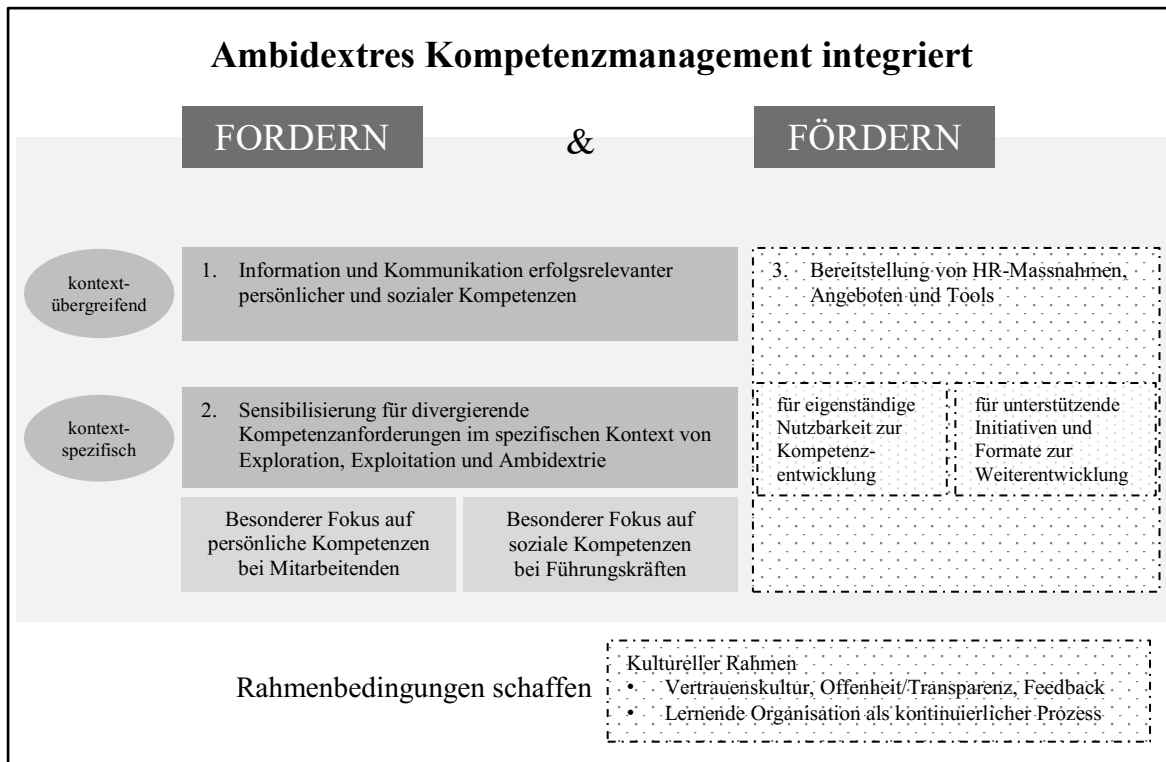 Ambidextres Kompetenzmanagement integriert
FORDERN
&
FÖRDERN
kontext-
übergreifend
1. Information und Kommunikation erfolgsrelevanter
persönlicher und sozialer Kompetenzen
3. Bereitstellung von HR-Massnahmen,
Angeboten und Tools
kontext-
spezifisch
2. Sensibilisierung für divergierende
Kompetenzanforderungen im spezifischen Kontext von
Exploration, Exploitation und Ambidextrie
für eigenständige
Nutzbarkeit zur
Kompetenz-
entwicklung
für unterstützende
Initiativen und
Formate zur
Weiterentwicklung
Besonderer Fokus auf
persönliche Kompetenzen
bei Mitarbeitenden
Besonderer Fokus auf
soziale Kompetenzen
bei Führungskräften
Rahmenbedingungen schaffen
Kultureller Rahmen
• Vertrauenskultur, Offenheit/Transparenz, Feedback
• Lernende Organisation als kontinuierlicher Prozess